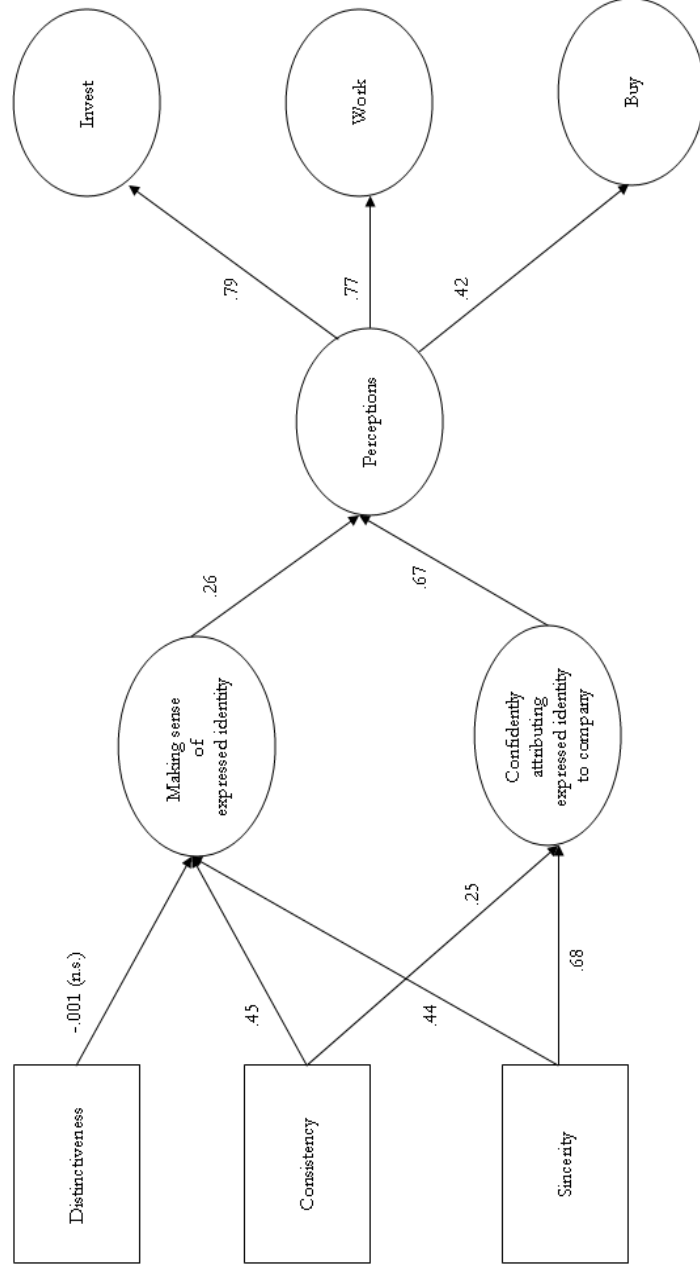 Distinctiveness
Consistency
Sincerity
-.001 (n.s.)
.45
.44
.25
.68
Making sense
of
expressed identity
Confidently
attributing
expressed identity
to company
.26
.67
Perceptions
.79
.77
.42
Invest
Work
Buy